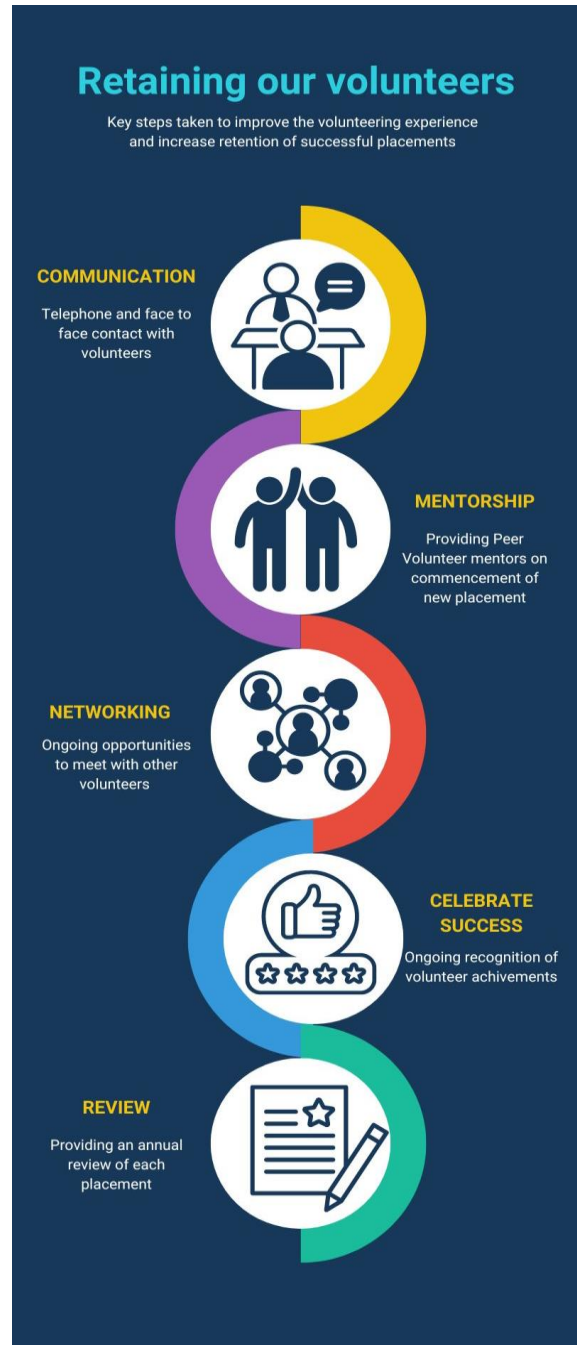 Retaining our volunteers
Key steps taken to improve the volunteering experience
and increase retention of successful placements
COMMUNICATION
Telephone and face to
face contact with
volunteers
MENTORSHIP
Providing Peer
Volunteer mentors on
commencement of
new placement
NETWORKING
Ongoing opportunities
to meet with other
volunteers
CELEBRATE
SUCCESS
Ongoing recognition of
volunteer achivements
REVIEW
Providing an annual
review of each
placement